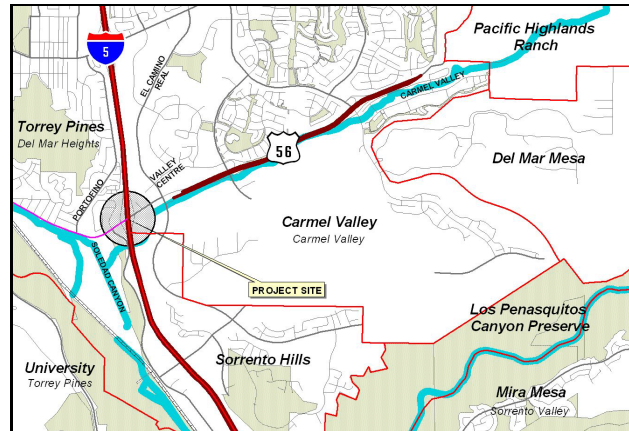 Pacific Highlands
Ranch
5
EL CAMINO
REAL
CARMEL VALLEY
Torrey Pines
Del Mar Heights
56
VALLEY
CENTRE
Del Mar Mesa
PORTOFINO
Carmel Valley
Carmel Valley
SOLEDAD CANYON
PROJECT SITE
Los Penasquitos
Canyon Preserve
University
Torrey Pines
Sorrento Hills
Mira Mesa
Sorrento Valley